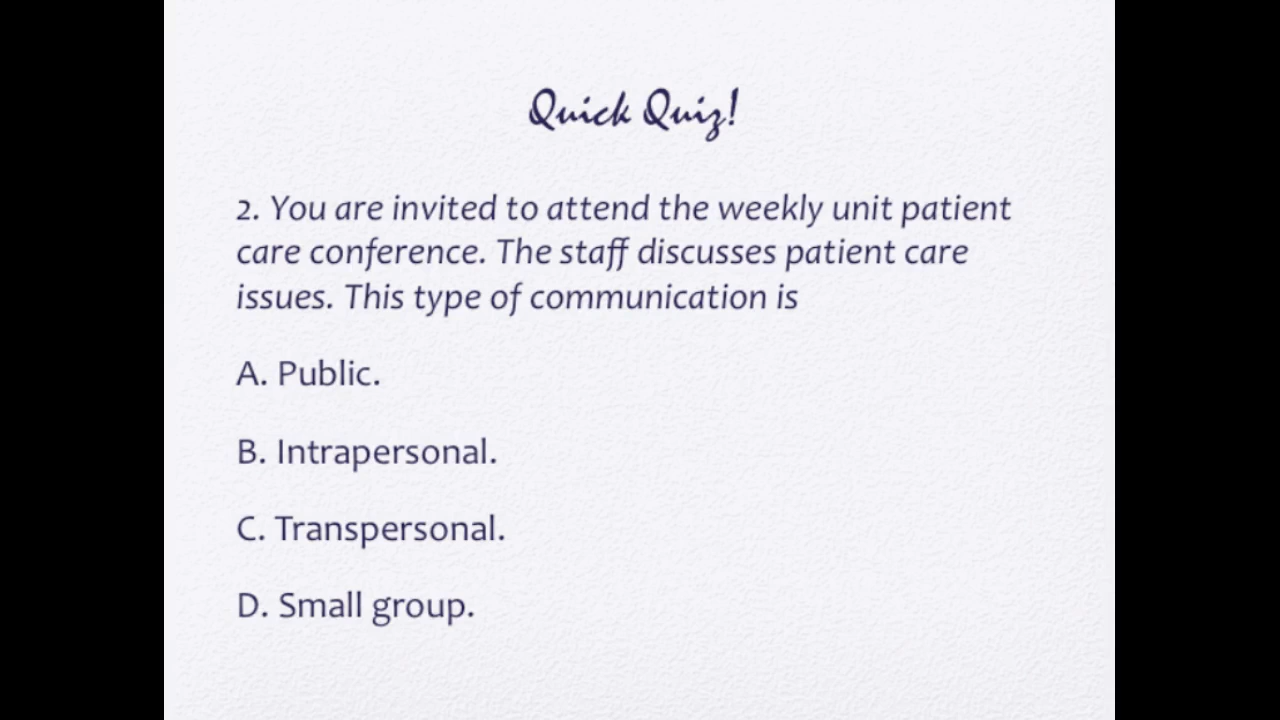 Quick Quiz!
2. You are invited to attend the weekly unit patient
care conference. The staff discusses patient care
issues. This type of communication is
A. Public.
B. Intrapersonal.
C. Transpersonal.
D. Small group.